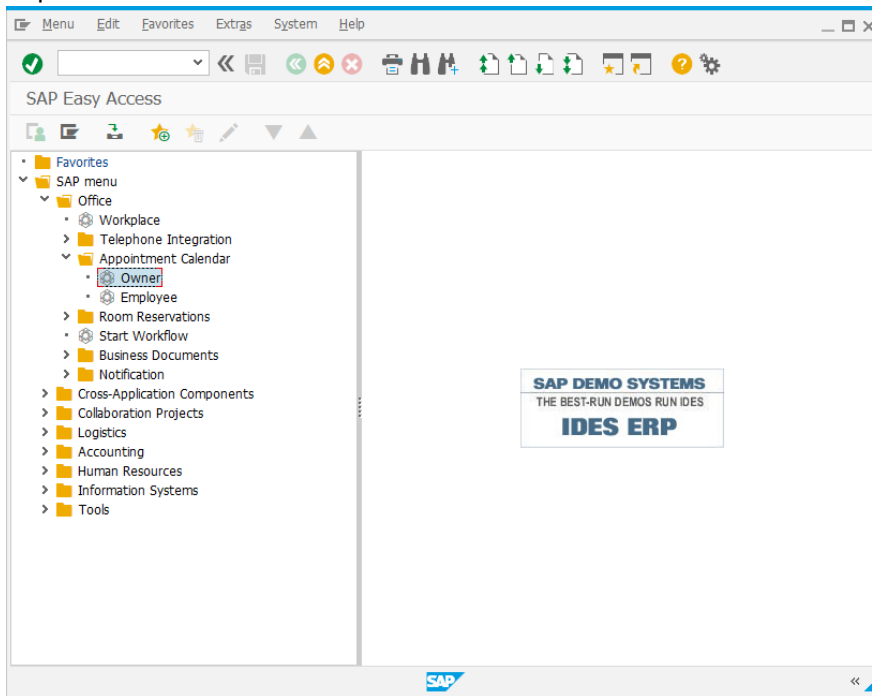 Menu Edit Favorites Extras System Help
SAP Easy Access
Favorites
SAP menu
Office
Workplace
Telephone Integration
Appointment Calendar
Owner
Employee
Room Reservations
Start Workflow
Business Documents
Notification
Cross-Application Components
Collaboration Projects
Logistics
Accounting
Human Resources
Information Systems
Tools
SAP DEMO SYSTEMS
THE BEST-RUN DEMOS RUN IDES
IDES ERP
SAP